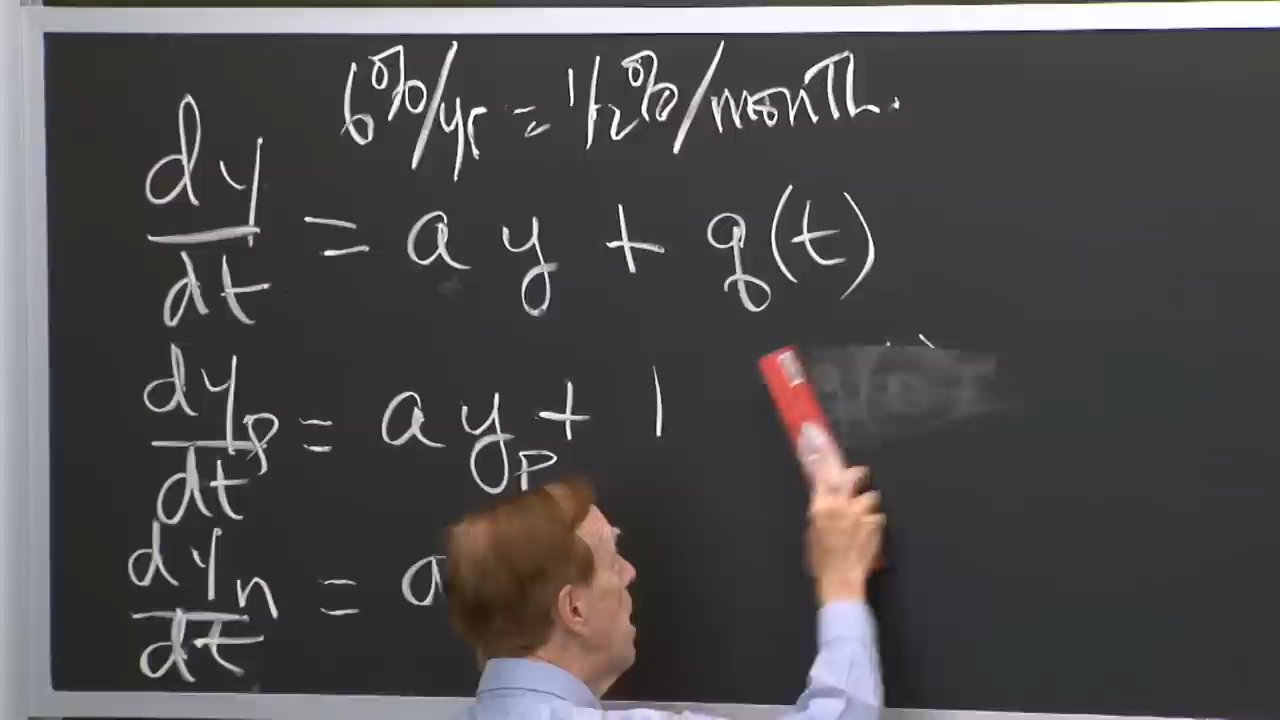 6%/yr = 1/2%/month.
dy/dt = a y + q(t)
dy_p/dt = a y_p + 1
dy_n/dt = a